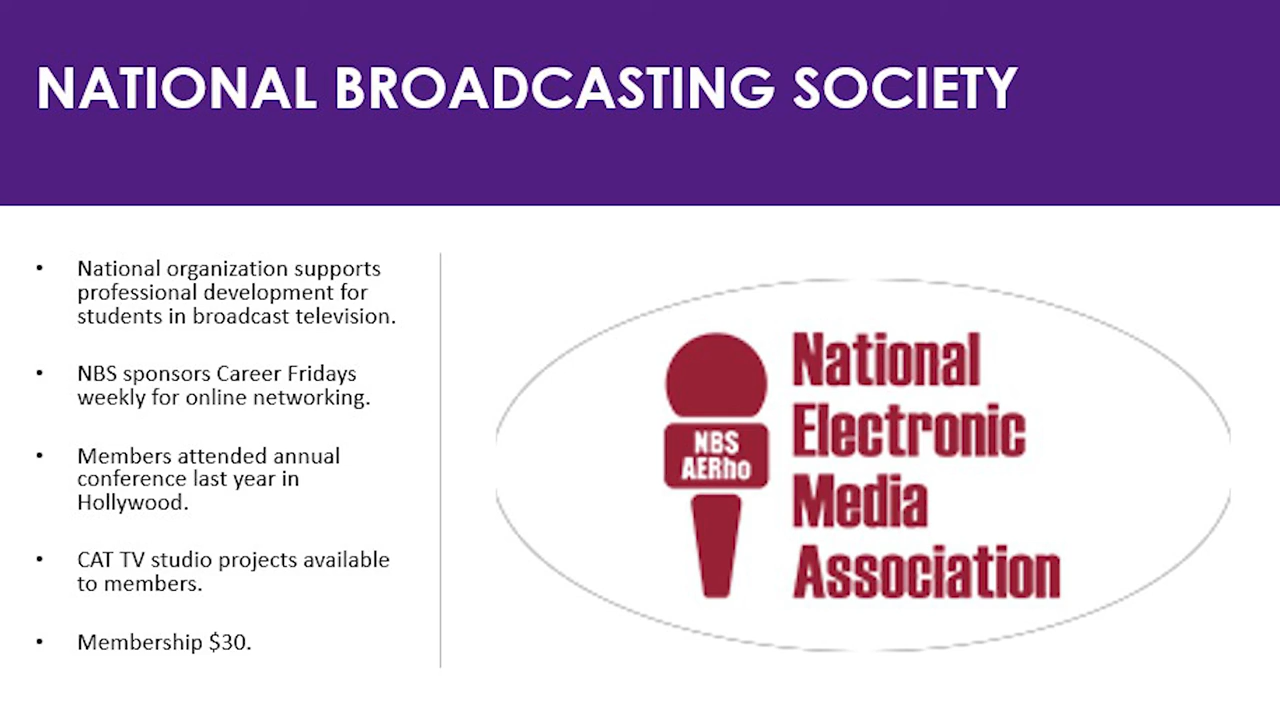 NATIONAL BROADCASTING SOCIETY
• National organization supports
professional development for
students in broadcast television.
• NBS sponsors Career Fridays
weekly for online networking.
• Members attended annual
conference last year in
Hollywood.
• CAT TV studio projects available
to members.
• Membership $30.
NBS
AERho
National
Electronic
Media
Association